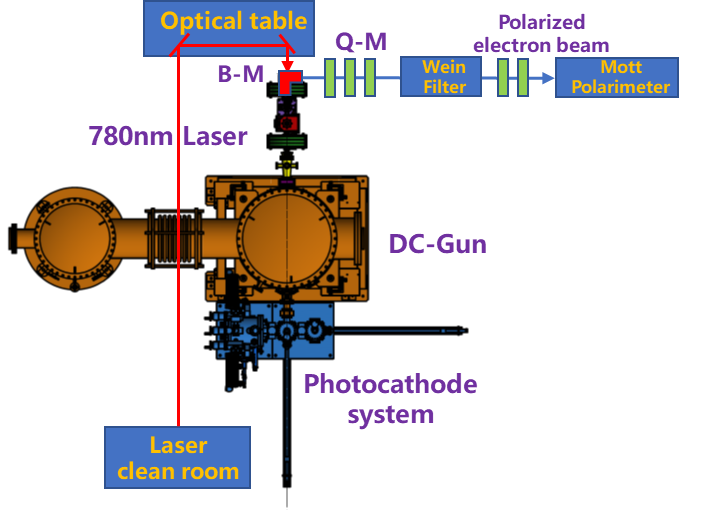 Optical table
Polarized
electron beam
Q-M
B-M
Wein
Filter
Mott
Polarimeter
780nm Laser
DC-Gun
Photocathode
system
Laser
clean room